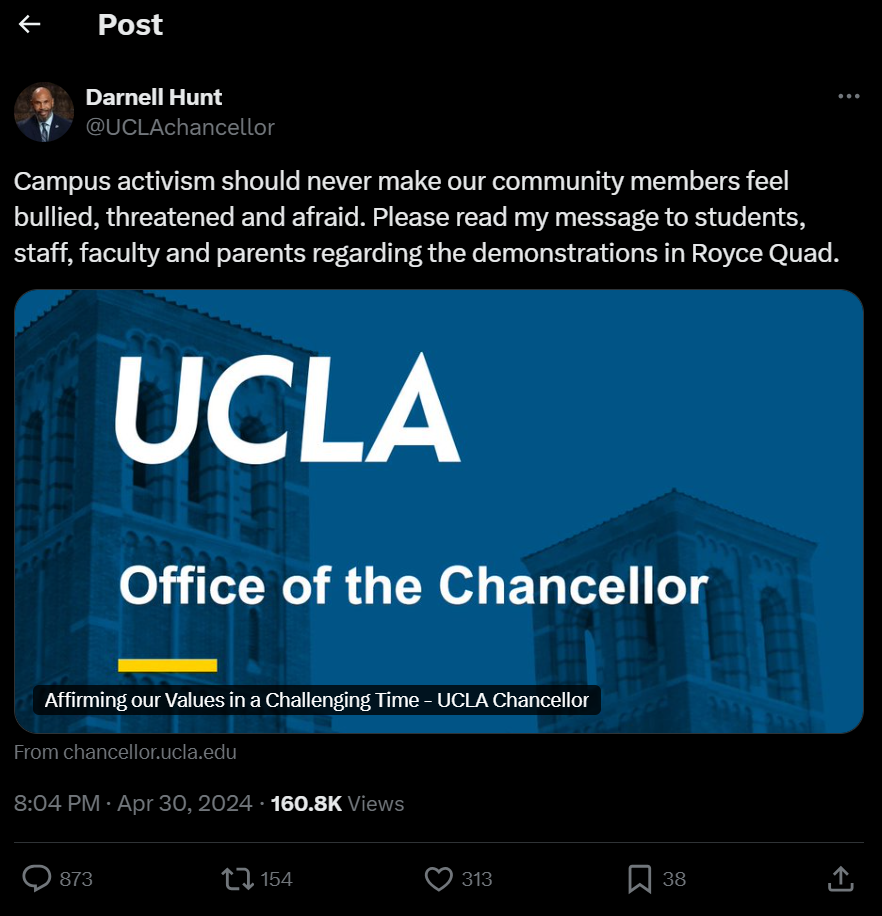 Post
Darnell Hunt
@UCLAchancellor
Campus activism should never make our community members feel
bullied, threatened and afraid. Please read my message to students,
staff, faculty and parents regarding the demonstrations in Royce Quad.
UCLA
Office of the Chancellor
Affirming our Values in a Challenging Time – UCLA Chancellor
From chancellor.ucla.edu
8:04 PM · Apr 30, 2024 · 160.8K Views
873 154 313 38